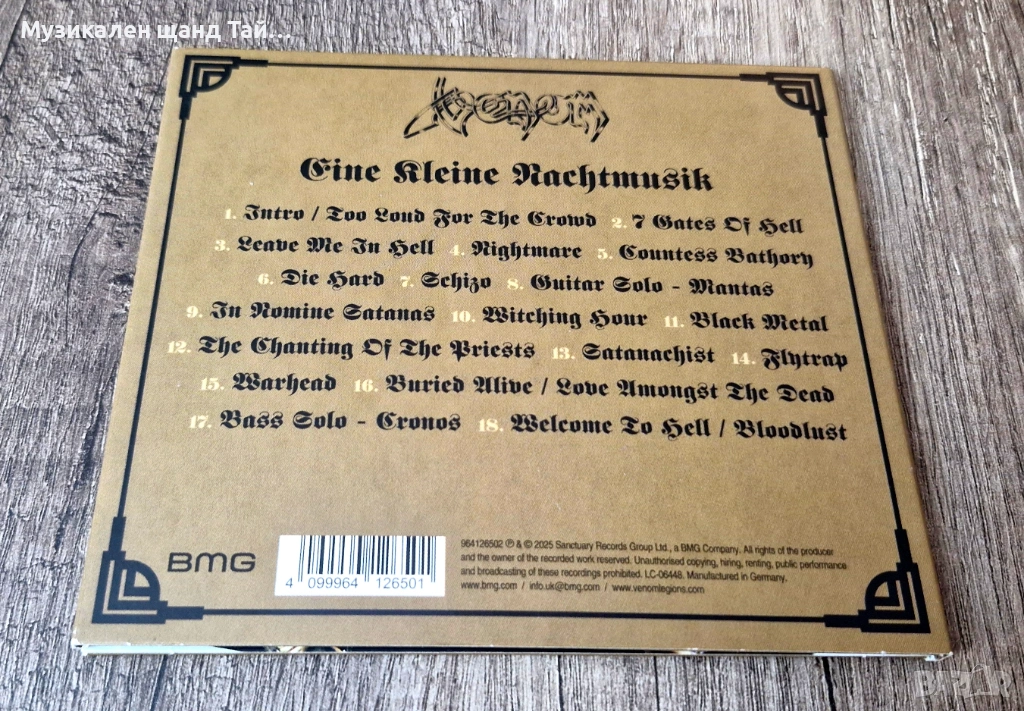 Музикален щанд Тай...
VENOM
Eine Kleine Nachtmusik
1. Intro / Too Loud For The Crowd 2. 7 Gates Of Hell
3. Leave Me In Hell 4. Nightmare 5. Countess Bathory
6. Die Hard 7. Schizo 8. Guitar Solo - Mantas
9. In Nomine Satanas 10. Witching Hour 11. Black Metal
12. The Chanting Of The Priests 13. Satanachist 14. Flytrap
15. Warhead 16. Buried Alive / Love Amongst The Dead
17. Bass Solo - Cronos 18. Welcome To Hell / Bloodlust
BMG
4 099964 126501
964126502 ℗ & © 2025 Sanctuary Records Group Ltd., a BMG Company. All rights of the producer
and the owner of the recorded work reserved. Unauthorised copying, hiring, renting, public performance
and broadcasting of these recordings prohibited. LC-06448. Manufactured in Germany.
www.bmg.com / info.uk@bmg.com / www.venomlegions.com